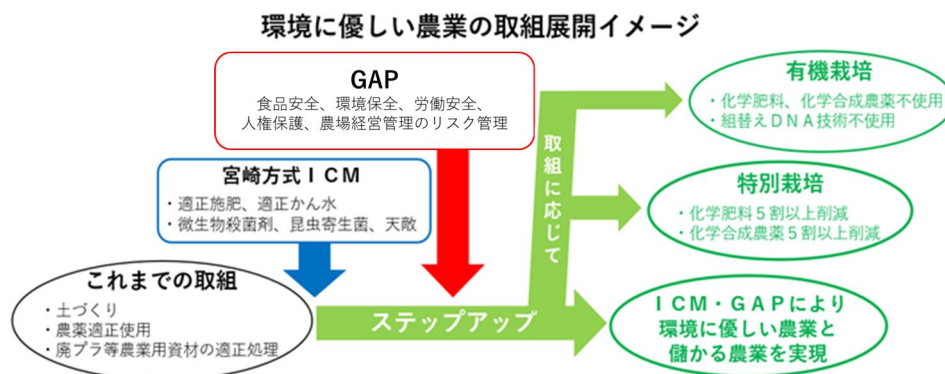 環境に優しい農業の取組展開イメージ
GAP
食品安全、環境保全、労働安全、
人権保護、農場経営管理のリスク管理
宮崎方式ＩＣＭ
・適正施肥、適正かん水
・微生物殺菌剤、昆虫寄生菌、天敵
これまでの取組
・土づくり
・農薬適正使用
・廃プラ等農業用資材の適正処理
ステップアップ
取組に応じて
有機栽培
・化学肥料、化学合成農薬不使用
・組替えＤＮＡ技術不使用
特別栽培
・化学肥料５割以上削減
・化学合成農薬５割以上削減
ＩＣＭ・ＧＡＰにより
環境に優しい農業と
儲かる農業を実現